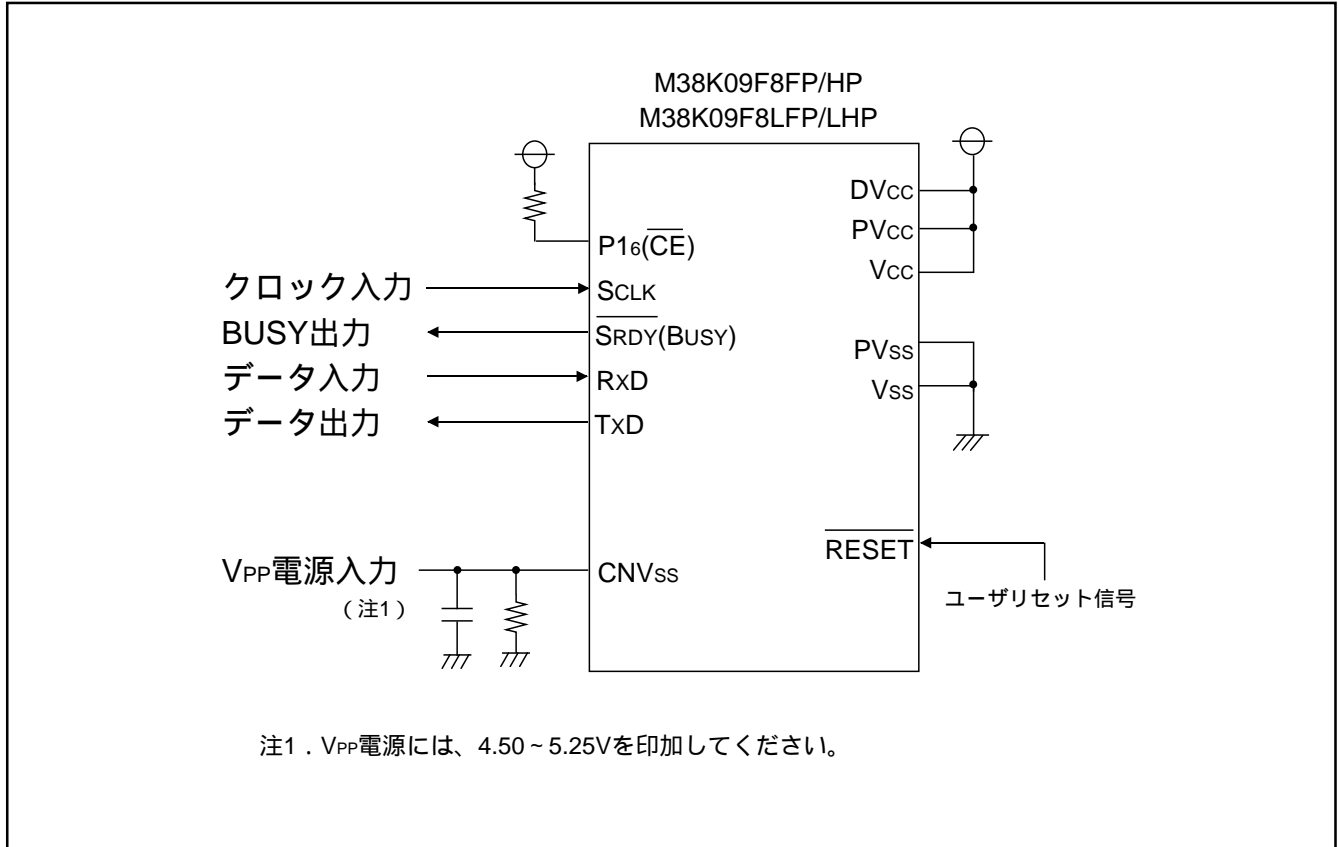 M38K09F8FP/HP
M38K09F8LFP/LHP
DVcc
PVcc
Vcc
P16(CE)
クロック入力
SCLK
BUSY出力
SRDY(BUSY)
データ入力
RxD
データ出力
TxD
PVss
Vss
RESET
ユーザリセット信号
VPP電源入力
(注1)
CNVss
注1．VPP電源には、4.50~5.25Vを印加してください。